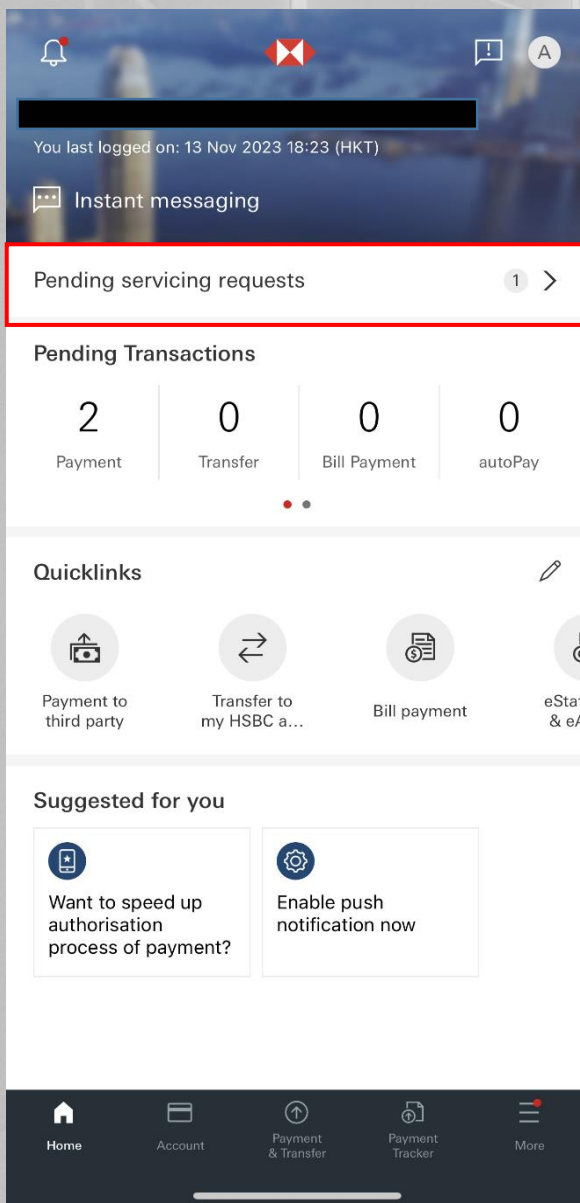 A
You last logged on: 13 Nov 2023 18:23 (HKT)
Instant messaging
Pending servicing requests 1
Pending Transactions
2 0 0 0
Payment Transfer Bill Payment autoPay
Quicklinks
Payment to Transfer to Bill payment eStat
third party my HSBC a... & eA
Suggested for you
Want to speed up Enable push
authorisation notification now
process of payment?
Home Account Payment Payment More
& Transfer Tracker